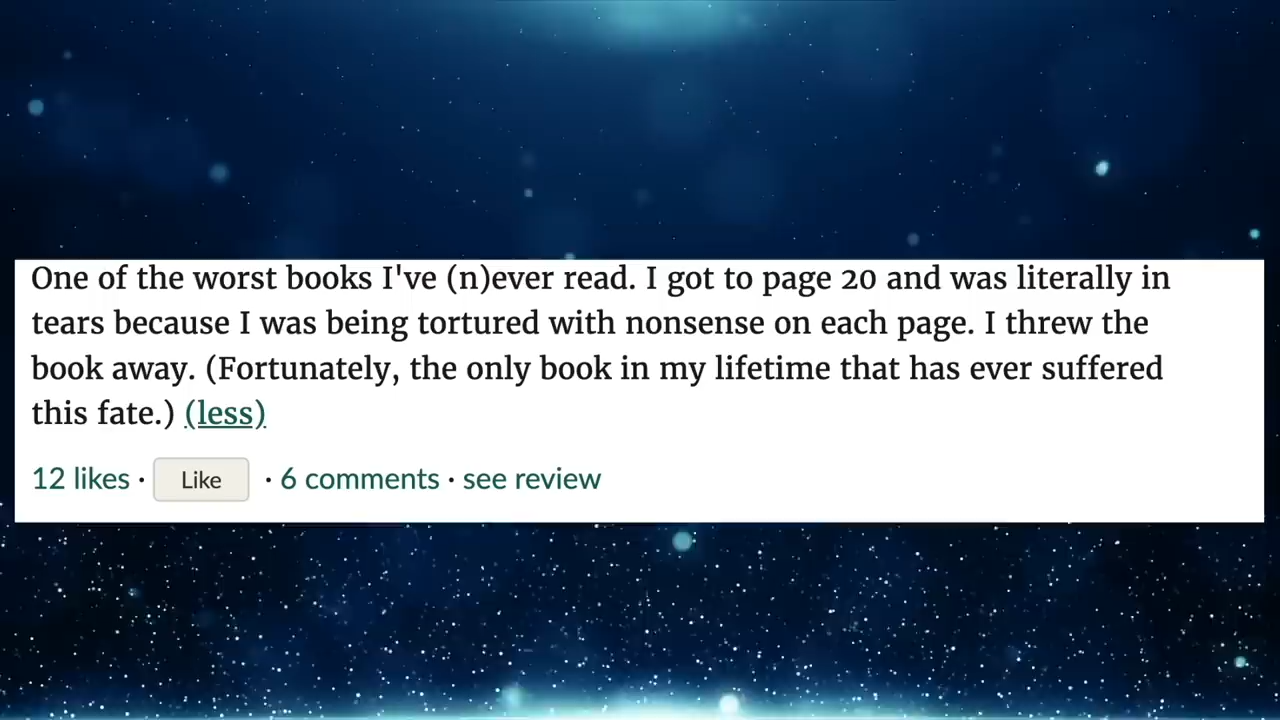 One of the worst books I've (n)ever read. I got to page 20 and was literally in
tears because I was being tortured with nonsense on each page. I threw the
book away. (Fortunately, the only book in my lifetime that has ever suffered
this fate.) (less)
12 likes · Like · 6 comments · see review